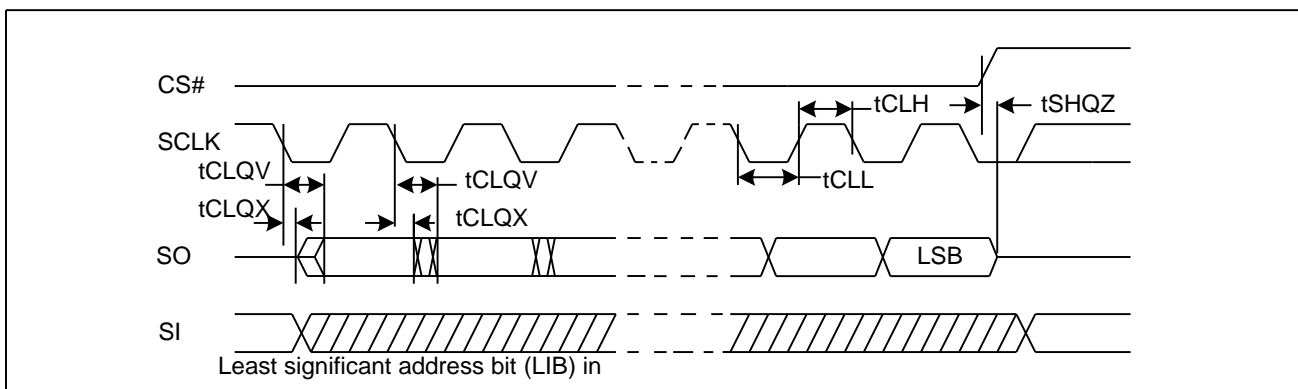 CS#
tCLH
tSHQZ
SCLK
tCLQV
tCLQV
tCLL
tCLQX
tCLQX
SO
LSB
SI
Least significant address bit (LIB) in